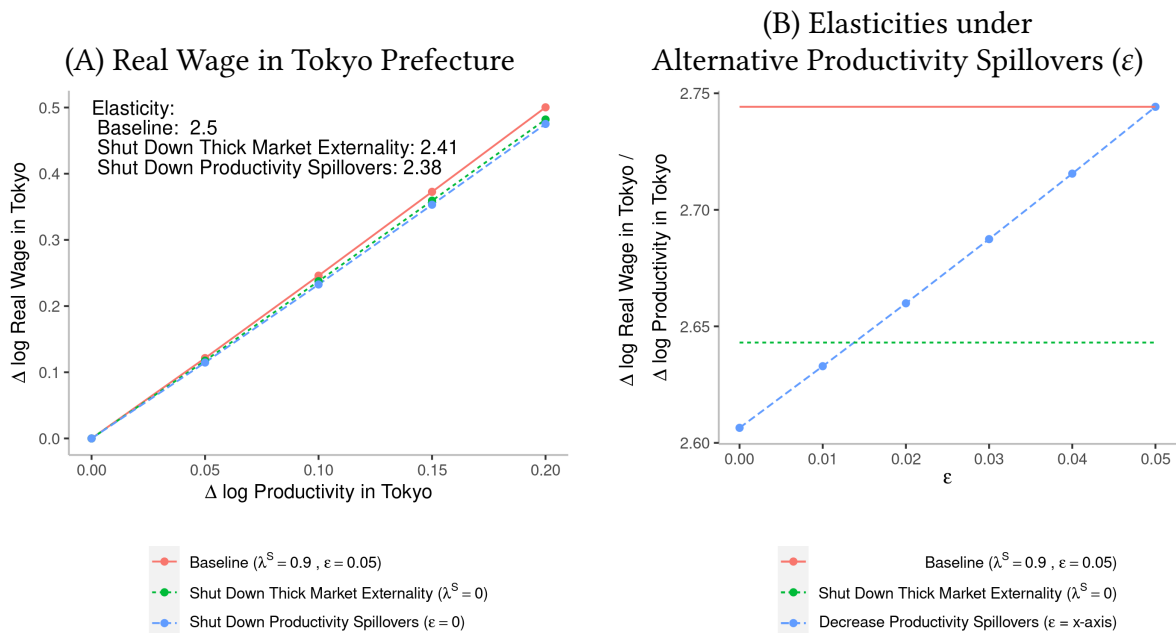 (A) Real Wage in Tokyo Prefecture
Elasticity:
Baseline: 2.5
Shut Down Thick Market Externality: 2.41
Shut Down Productivity Spillovers: 2.38
Δ log Real Wage in Tokyo
0.5
0.4
0.3
0.2
0.1
0.0
0.00 0.05 0.10 0.15 0.20
Δ log Productivity in Tokyo
Baseline (λ^S = 0.9 , ε = 0.05)
Shut Down Thick Market Externality (λ^S = 0)
Shut Down Productivity Spillovers (ε = 0)
(B) Elasticities under
Alternative Productivity Spillovers (ε)
Δ log Real Wage in Tokyo /
Δ log Productivity in Tokyo
2.75
2.70
2.65
2.60
0.00 0.01 0.02 0.03 0.04 0.05
ε
Baseline (λ^S = 0.9 , ε = 0.05)
Shut Down Thick Market Externality (λ^S = 0)
Decrease Productivity Spillovers (ε = x-axis)